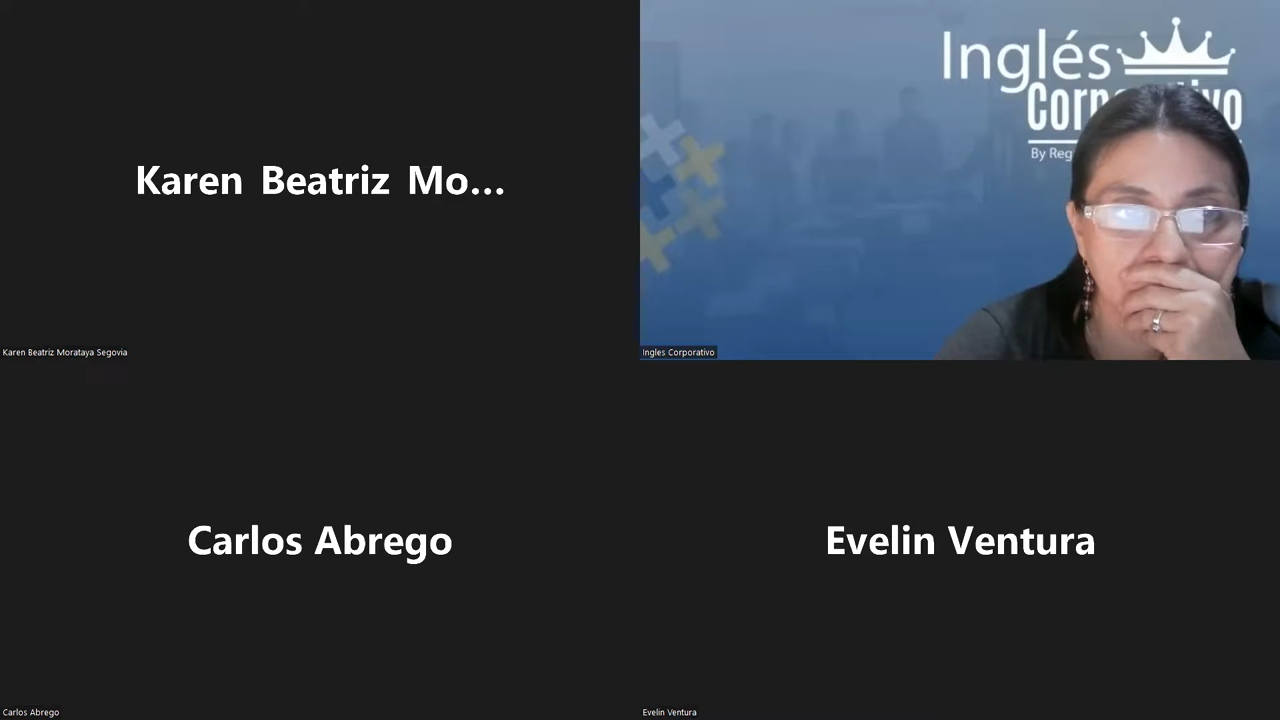 Karen Beatriz Mo...
Karen Beatriz Morataya Segovia
Inglés
By Reg
Ingles Corporativo
Carlos Abrego
Carlos Abrego
Evelin Ventura
Evelin Ventura